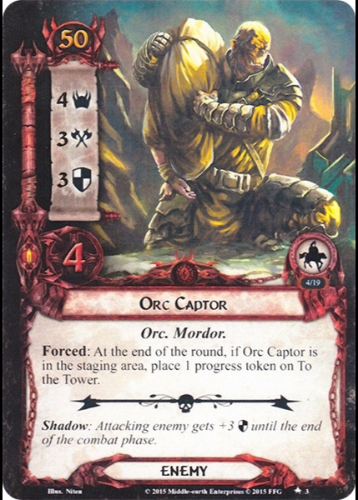 50
4
3
3
4
4/19
Orc Captor
Orc. Mordor.
Forced: At the end of the round, if Orc Captor is
in the staging area, place 1 progress token on To
the Tower.
Shadow: Attacking enemy gets +3 until the end
of the combat phase.
ENEMY
Illus. Niten © 2015 Middle-earth Enterprises © 2015 FFG 3